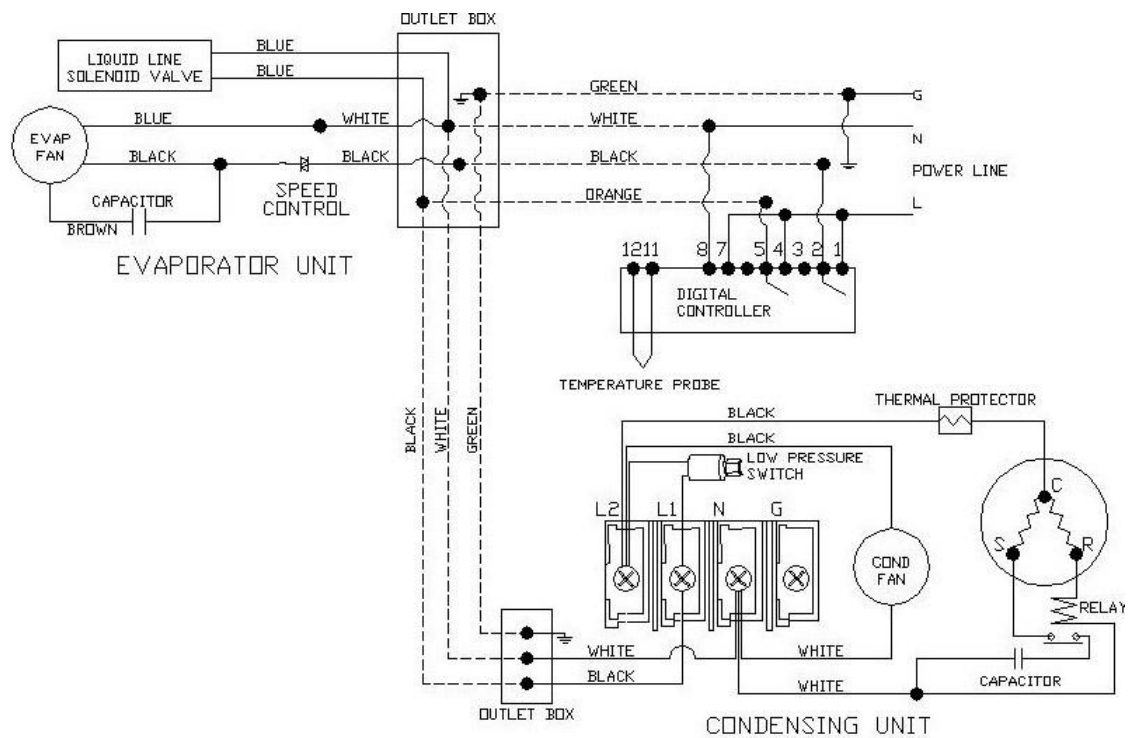 OUTLET BOX
LIQUID LINE
SOLENOID VALVE
BLUE
BLUE
GREEN
G
BLUE
WHITE
WHITE
N
EVAP
FAN
BLACK
BLACK
BLACK
POWER LINE
SPEED
CONTROL
CAPACITOR
BROWN
ORANGE
L
EVAPORATOR UNIT
12 11 8 7 5 4 3 2 1
DIGITAL
CONTROLLER
TEMPERATURE PROBE
BLACK
WHITE
GREEN
THERMAL PROTECTOR
BLACK
BLACK
LOW PRESSURE
SWITCH
L2 L1 N G
C
S
R
COND
FAN
RELAY
WHITE
BLACK
WHITE
CAPACITOR
OUTLET BOX
CONDENSING UNIT